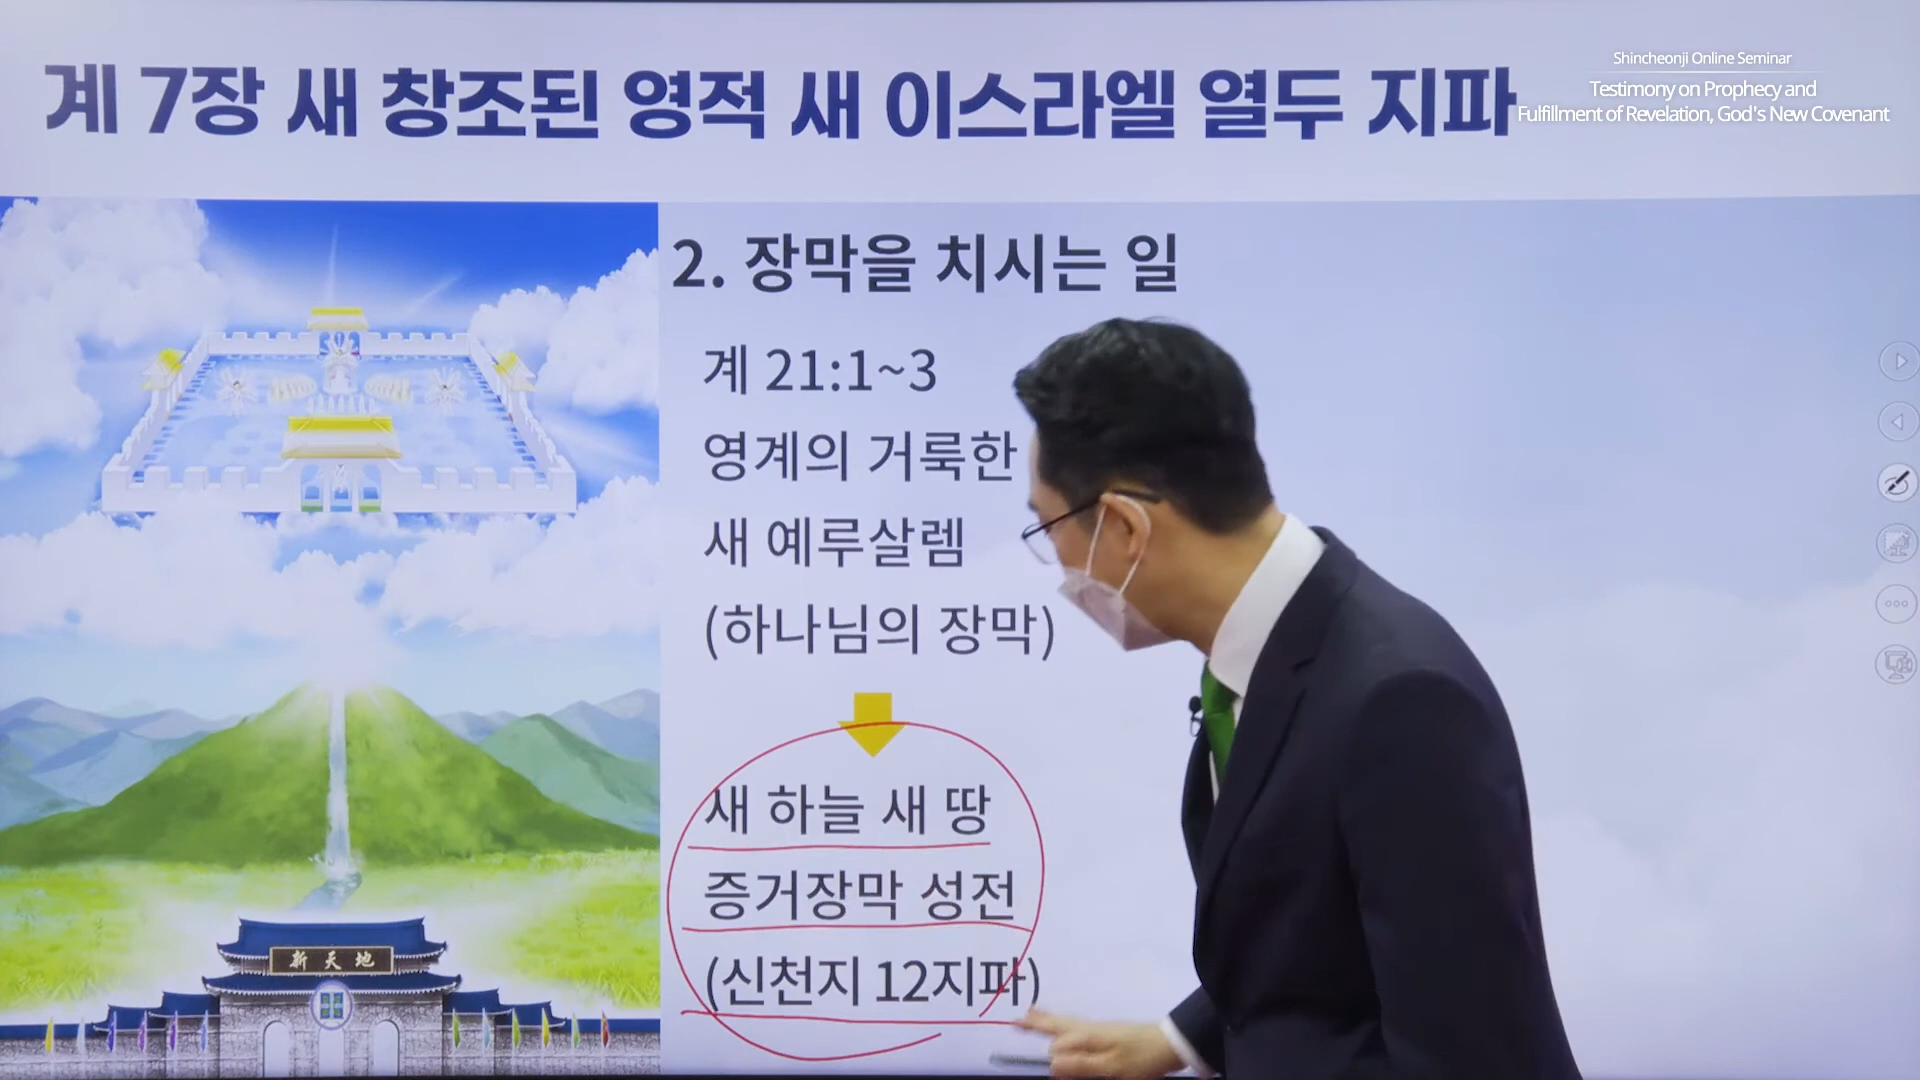 계 7장 새 창조된 영적 새 이스라엘 열두 지파
Shincheonji Online Seminar
Testimony on Prophecy and
Fulfillment of Revelation, God's New Covenant
2. 장막을 치시는 일
계 21:1~3
영계의 거룩한
새 예루살렘
(하나님의 장막)
새 하늘 새 땅
증거장막 성전
(신천지 12지파)
新天地